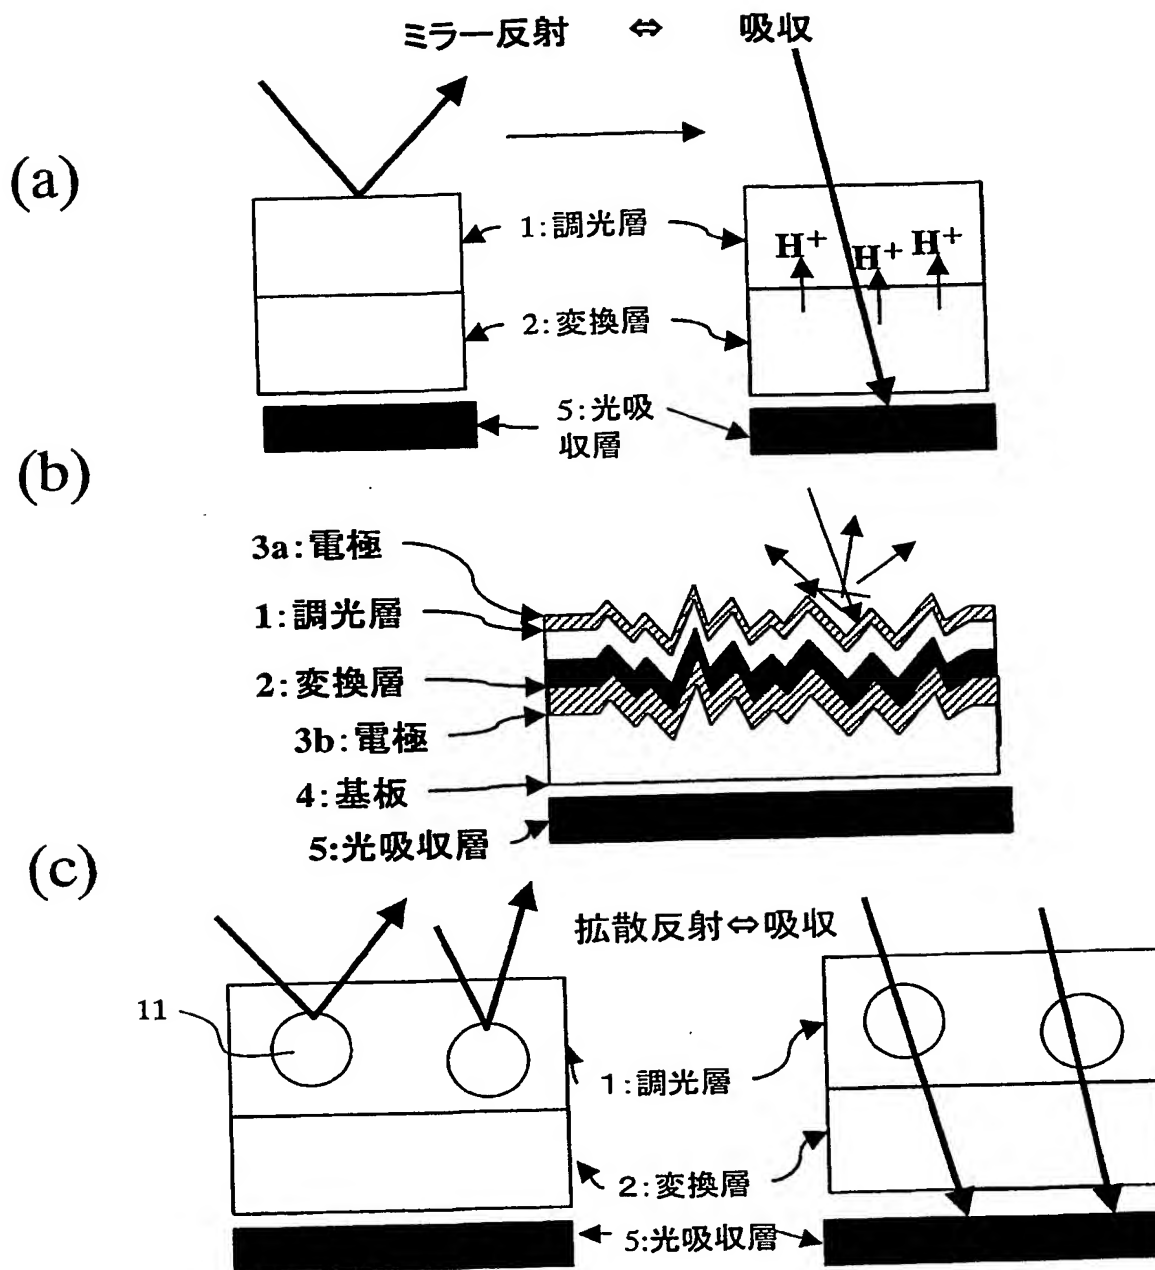 ミラー反射 ⇔ 吸収
(a)
1:調光層
H+ H+ H+
2:変換層
5:光吸
収層
(b)
3a:電極
1:調光層
2:変換層
3b:電極
4:基板
5:光吸収層
(c)
拡散反射⇔吸収
11
1:調光層
2:変換層
5:光吸収層